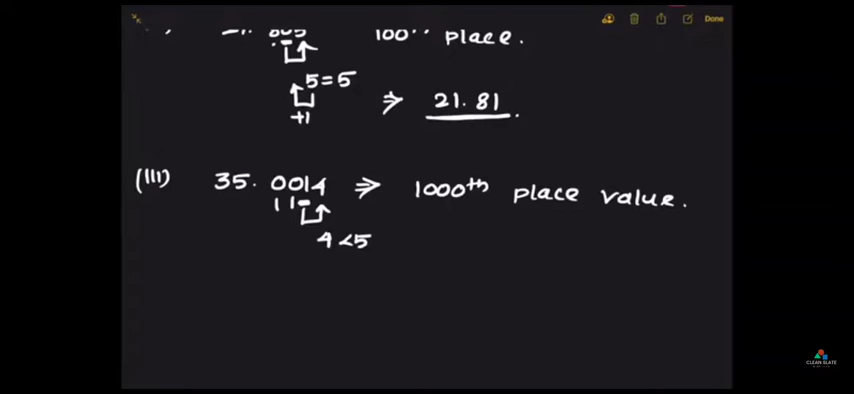 Done
100th place.
5=5
+1 ⇒ 21.81.
(III) 35.0014 ⇒ 1000th place value.
4<5
CLEAN SLATE